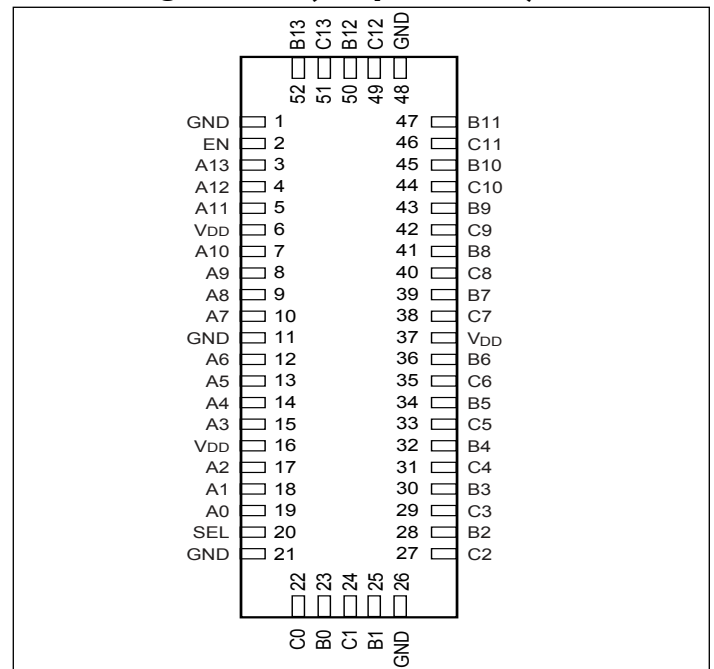 B13 C13 B12 C12 GND
52 51 50 49 48
GND 1 47 B11
EN 2 46 C11
A13 3 45 B10
A12 4 44 C10
A11 5 43 B9
VDD 6 42 C9
A10 7 41 B8
A9 8 40 C8
A8 9 39 B7
A7 10 38 C7
GND 11 37 VDD
A6 12 36 B6
A5 13 35 C6
A4 14 34 B5
A3 15 33 C5
VDD 16 32 B4
A2 17 31 C4
A1 18 30 B3
A0 19 29 C3
SEL 20 28 B2
GND 21 27 C2
22 23 24 25 26
C0 B0 C1 B1 GND